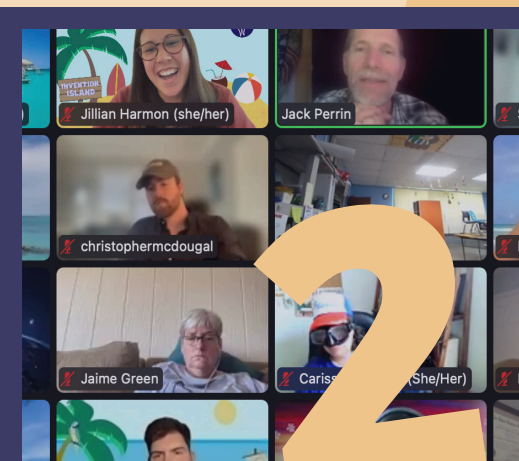 INVENTION
ISLAND
Jillian Harmon (she/her)
Jack Perrin
christophermcdougal
Jaime Green
(She/Her)
2